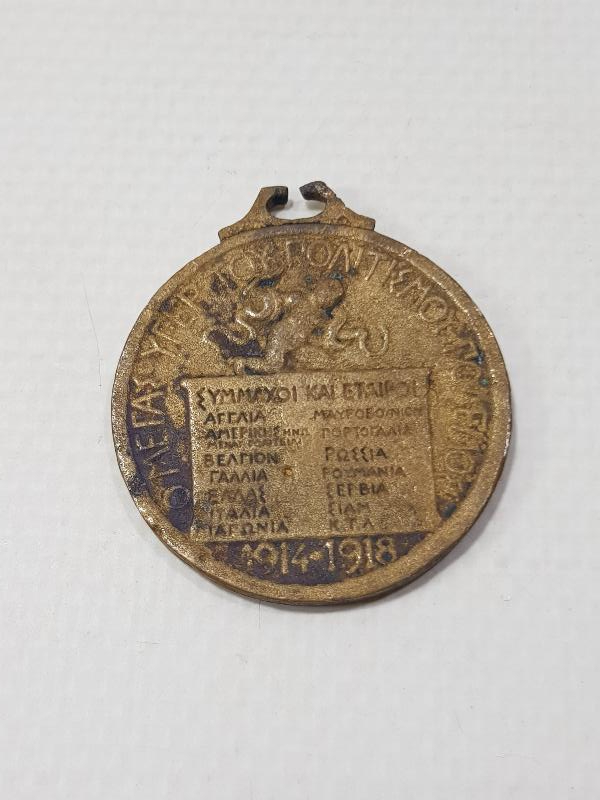 Ο ΜΕΓΑΣ ΥΠΕΡ ΤΟΥ ΠΟΛΙΤΙΣΜΟΥ ΠΟΛΕΜΟΣ
ΣΥΜΜΑΧΟΙ ΚΑΙ ΕΤΑΙΡΟΙ
ΑΓΓΛΙΑ ΜΑΥΡΟΒΟΥΝΙΟΝ
ΑΜΕΡΙΚΗΣ ΗΝΩ ΠΟΡΤΟΓΑΛΙΑ
ΒΕΛΓΙΟΝ ΡΩΣΣΙΑ
ΓΑΛΛΙΑ ΡΟΥΜΑΝΙΑ
ΕΛΛΑΣ ΣΕΡΒΙΑ
ΙΤΑΛΙΑ ΣΙΑΜ
ΙΑΠΩΝΙΑ Κ.Τ.Λ.
1914-1918